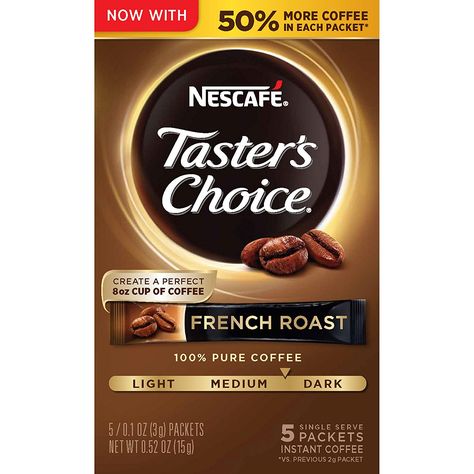 NOW WITH
50% MORE COFFEE
IN EACH PACKET*
NESCAFÉ®
Taster's
Choice®
CREATE A PERFECT
8oz CUP OF COFFEE
FRENCH ROAST
100% PURE COFFEE
LIGHT MEDIUM DARK
5 / 0.1 OZ (3g) PACKETS
NET WT 0.52 OZ (15g)
5 SINGLE SERVE
PACKETS
INSTANT COFFEE
*VS. PREVIOUS 2g PACKET